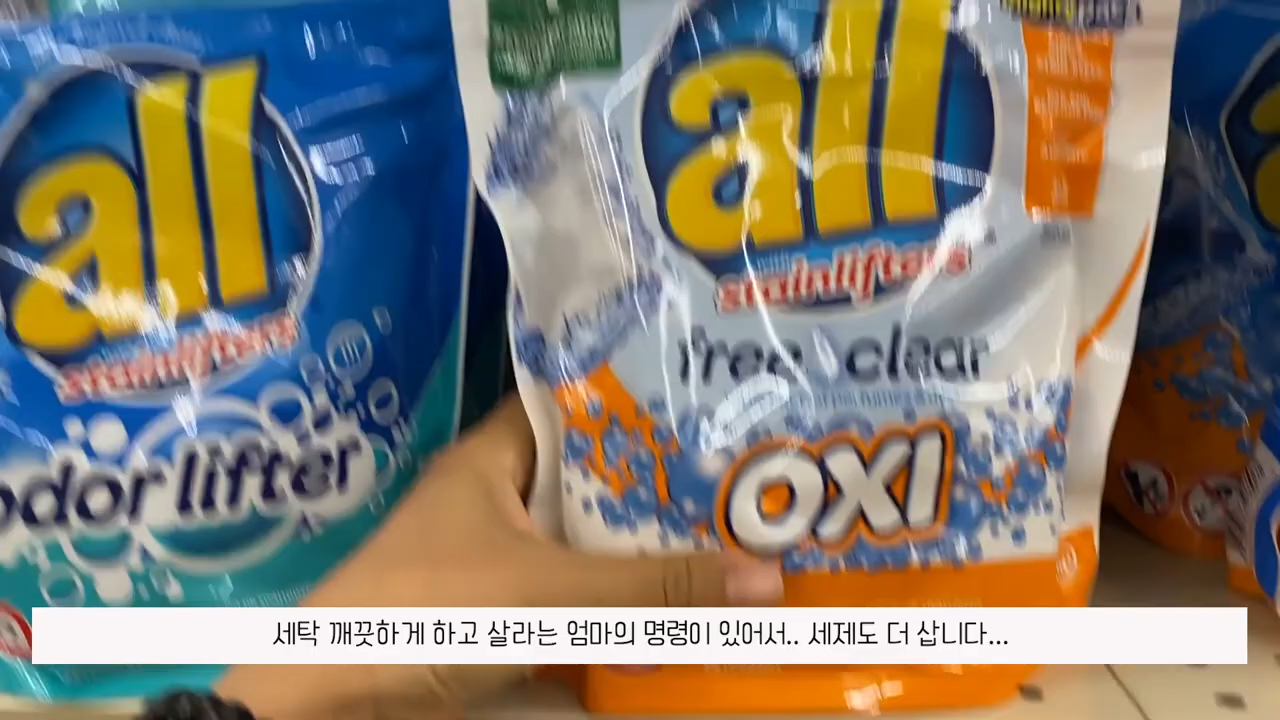 all
stainlifters
odor lifter
all
with
stainlifters
free clear
OXI
세탁 깨끗하게 하고 살라는 엄마의 명령이 있어서.. 세제도 더 삽니다...